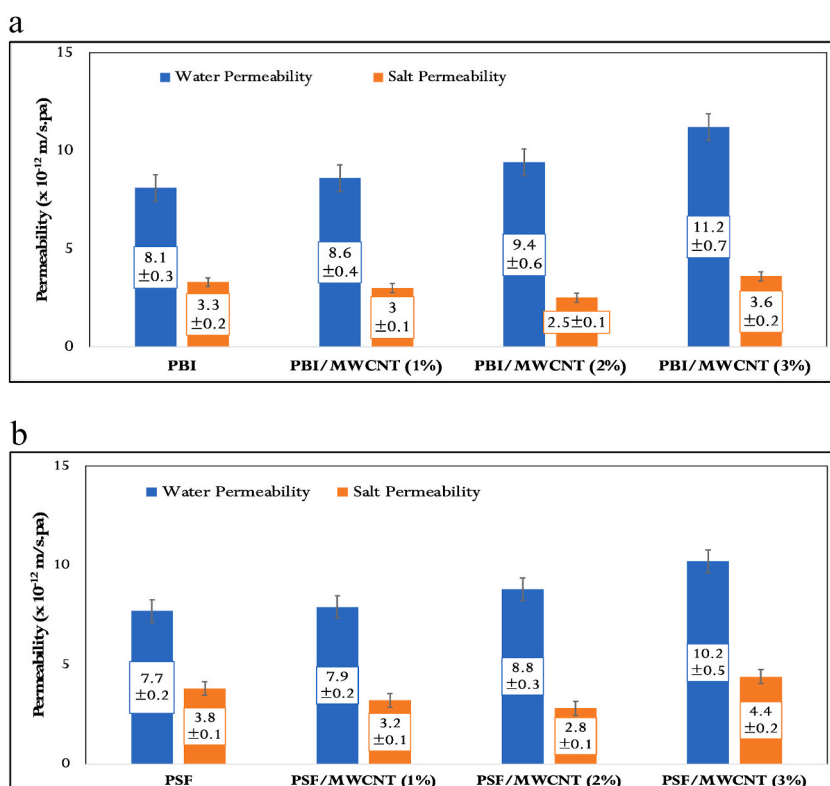 a
15
Water Permeability
Salt Permeability
Permeability (x 10⁻¹² m/s.pa)
10
5
0
8.1
±0.3
3.3
±0.2
8.6
±0.4
3
±0.1
9.4
±0.6
2.5±0.1
11.2
±0.7
3.6
±0.2
PBI
PBI/MWCNT (1%)
PBI/MWCNT (2%)
PBI/MWCNT (3%)
b
15
Water Permeability
Salt Permeability
Permeability (x 10⁻¹² m/s.pa)
10
5
0
7.7
±0.2
3.8
±0.1
7.9
±0.2
3.2
±0.1
8.8
±0.3
2.8
±0.1
10.2
±0.5
4.4
±0.2
PSF
PSF/MWCNT (1%)
PSF/MWCNT (2%)
PSF/MWCNT (3%)